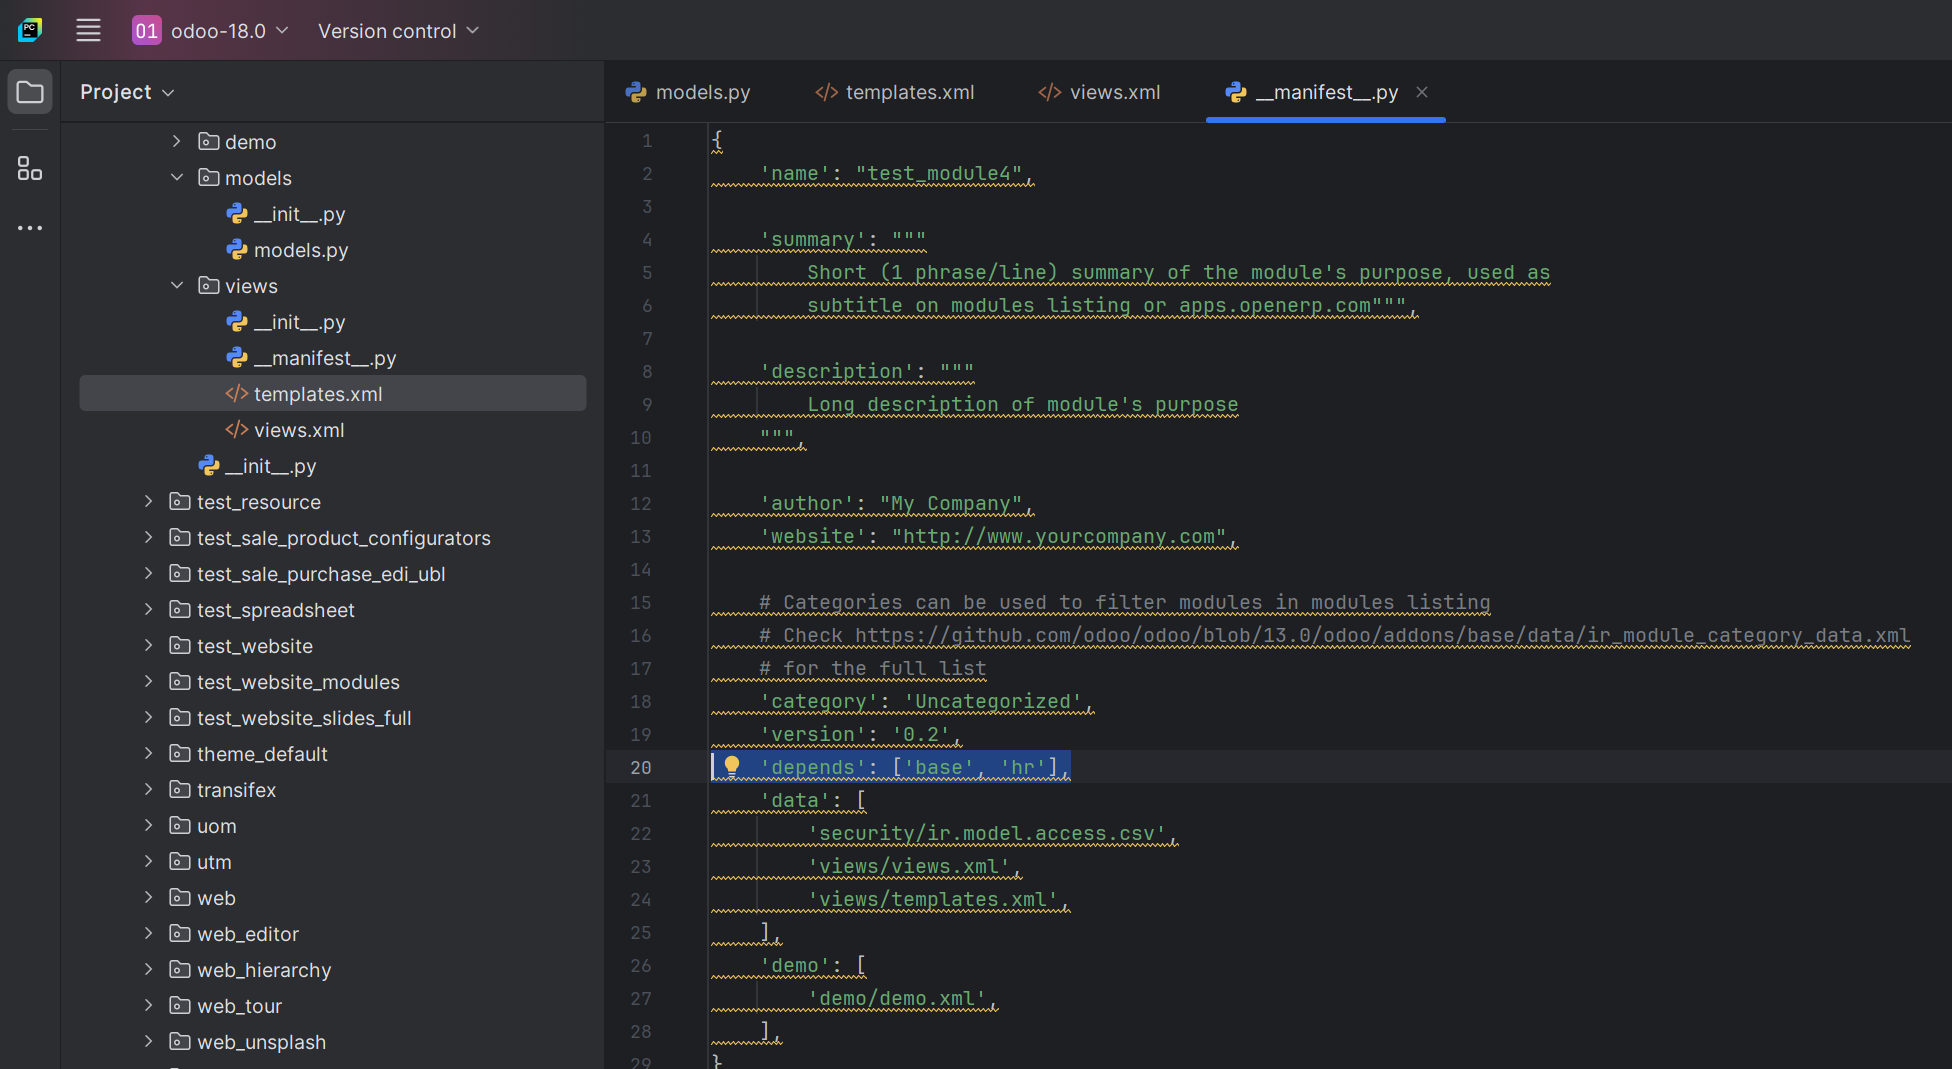 PC
01 odoo-18.0 Version control
Project
models.py templates.xml views.xml __manifest__.py
demo
models
__init__.py
models.py
views
__init__.py
__manifest__.py
templates.xml
views.xml
__init__.py
test_resource
test_sale_product_configurators
test_sale_purchase_edi_ubl
test_spreadsheet
test_website
test_website_modules
test_website_slides_full
theme_default
transifex
uom
utm
web
web_editor
web_hierarchy
web_tour
web_unsplash
1 {
2 'name': "test_module4",
3
4 'summary': """
5 Short (1 phrase/line) summary of the module's purpose, used as
6 subtitle on modules listing or apps.openerp.com""",
7
8 'description': """
9 Long description of module's purpose
10 """,
11
12 'author': "My Company",
13 'website': "http://www.yourcompany.com",
14
15 # Categories can be used to filter modules in modules listing
16 # Check https://github.com/odoo/odoo/blob/13.0/odoo/addons/base/data/ir_module_category_data.xml
17 # for the full list
18 'category': 'Uncategorized',
19 'version': '0.2',
20 'depends': ['base', 'hr'],
21 'data': [
22 'security/ir.model.access.csv',
23 'views/views.xml',
24 'views/templates.xml',
25 ],
26 'demo': [
27 'demo/demo.xml',
28 ],
29 }